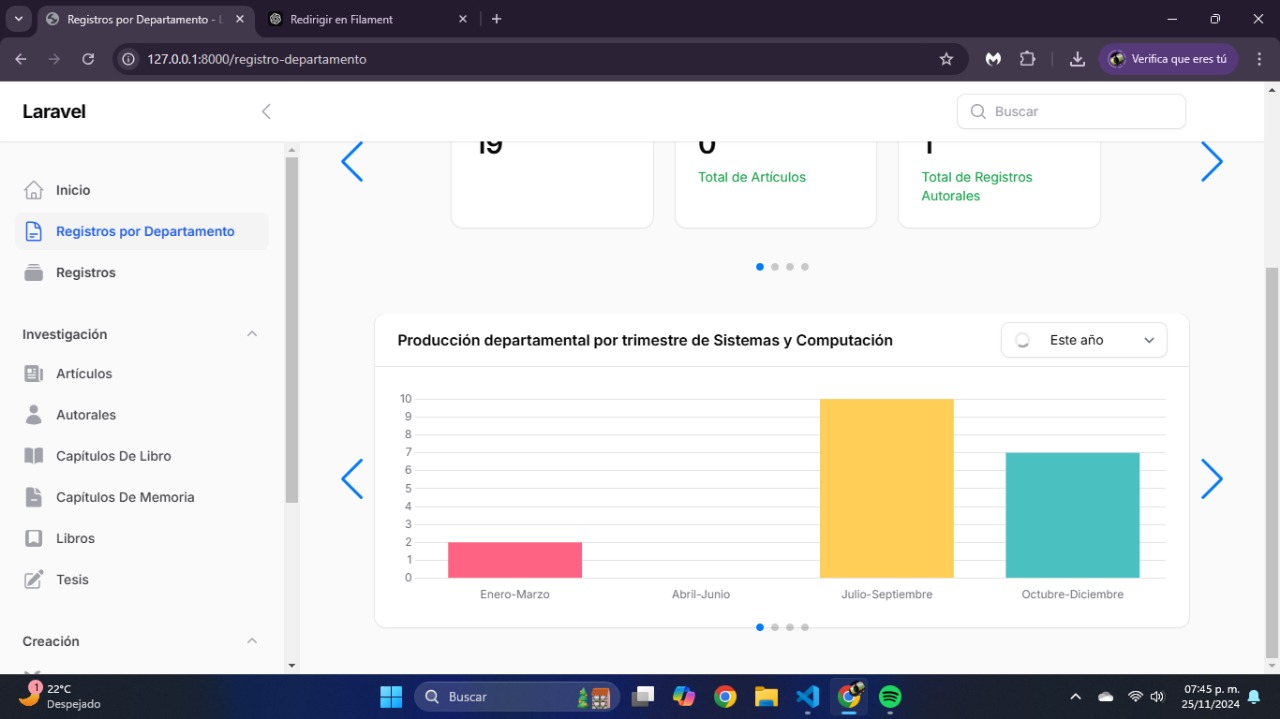 Registros por Departamento - L
Redirigir en Filament
127.0.0.1:8000/registro-departamento
Verifica que eres tú
Laravel
Buscar
Inicio
Registros por Departamento
Registros
Investigación
Artículos
Autorales
Capítulos De Libro
Capítulos De Memoria
Libros
Tesis
Creación
19
0
1
Total de Artículos
Total de Registros
Autorales
Producción departamental por trimestre de Sistemas y Computación
Este año
10
9
8
7
6
5
4
3
2
1
0
Enero-Marzo
Abril-Junio
Julio-Septiembre
Octubre-Diciembre
1
22°C
Despejado
Buscar
07:45 p. m.
25/11/2024